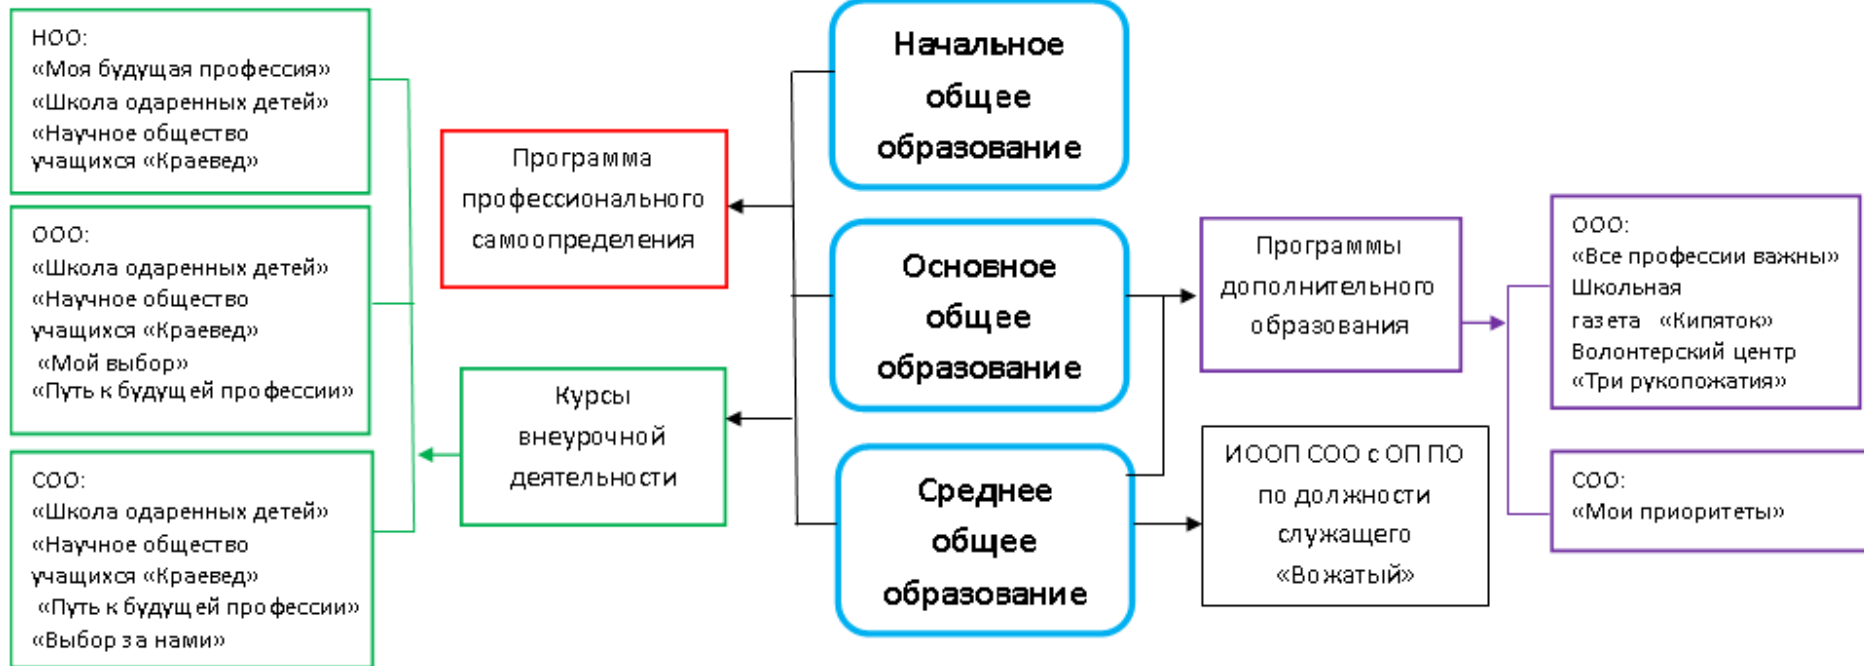 НОО:
«Моя будущая профессия»
«Школа одаренных детей»
«Научное общество
учащихся «Краевед»
ООО:
«Школа одаренных детей»
«Научное общество
учащихся «Краевед»
«Мой выбор»
«Путь к будущей профессии»
СОО:
«Школа одаренных детей»
«Научное общество
учащихся «Краевед»
«Путь к будущей профессии»
«Выбор за нами»
Программа
профессионального
самоопределения
Курсы
внеурочной
деятельности
Начальное
общее
образование
Основное
общее
образование
Среднее
общее
образование
Программы
дополнительного
образования
ИООП СОО с ОП ПО
по должности
служащего
«Вожатый»
ООО:
«Все профессии важны»
Школьная
газета «Кипяток»
Волонтерский центр
«Три рукопожатия»
СОО:
«Мои приоритеты»